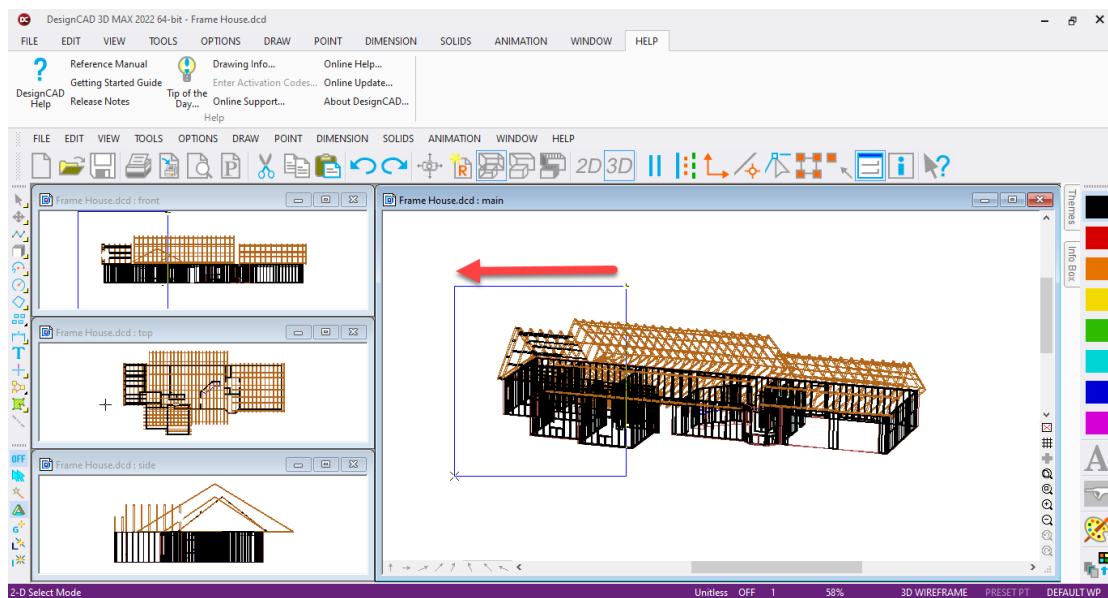 DC DesignCAD 3D MAX 2022 64-bit - Frame House.dcd
FILE EDIT VIEW TOOLS OPTIONS DRAW POINT DIMENSION SOLIDS ANIMATION WINDOW HELP
? Reference Manual Drawing Info... Online Help...
Getting Started Guide Enter Activation Codes... Online Update...
DesignCAD Help Release Notes Tip of the Day... Online Support... About DesignCAD...
Help
FILE EDIT VIEW TOOLS OPTIONS DRAW POINT DIMENSION SOLIDS ANIMATION WINDOW HELP
P R 2D 3D i ?
Frame House.dcd : front
Frame House.dcd : main
Themes
Info Box
Frame House.dcd : top
T
Frame House.dcd : side
OFF
G
A
2-D Select Mode Unitless OFF 1 58% 3D WIREFRAME PRESET PT DEFAULT WP